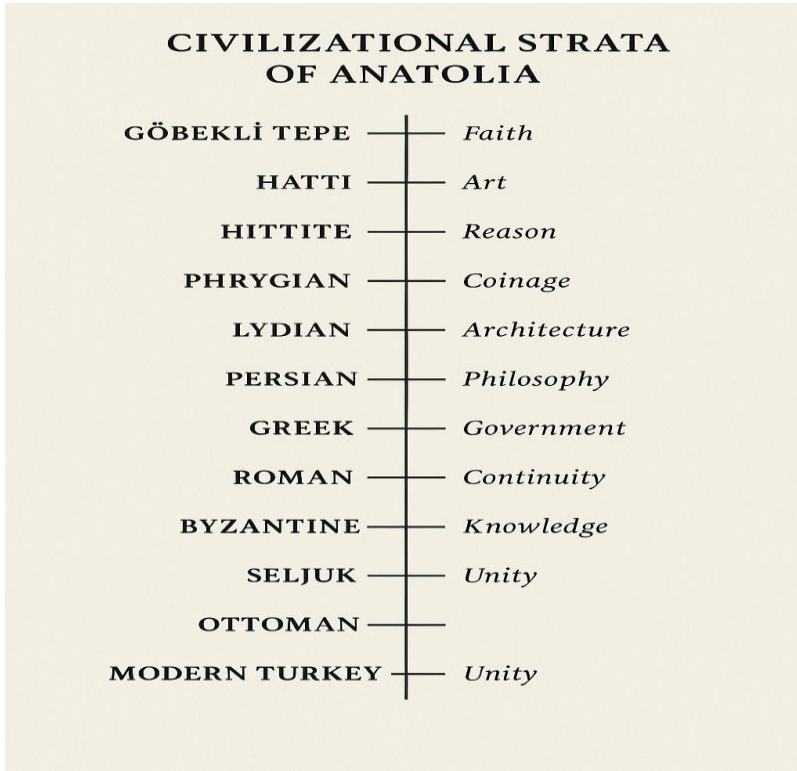 CIVILIZATIONAL STRATA
OF ANATOLIA
GÖBEKLİ TEPE Faith
HATTI Art
HITTITE Reason
PHRYGIAN Coinage
LYDIAN Architecture
PERSIAN Philosophy
GREEK Government
ROMAN Continuity
BYZANTINE Knowledge
SELJUK Unity
OTTOMAN
MODERN TURKEY Unity